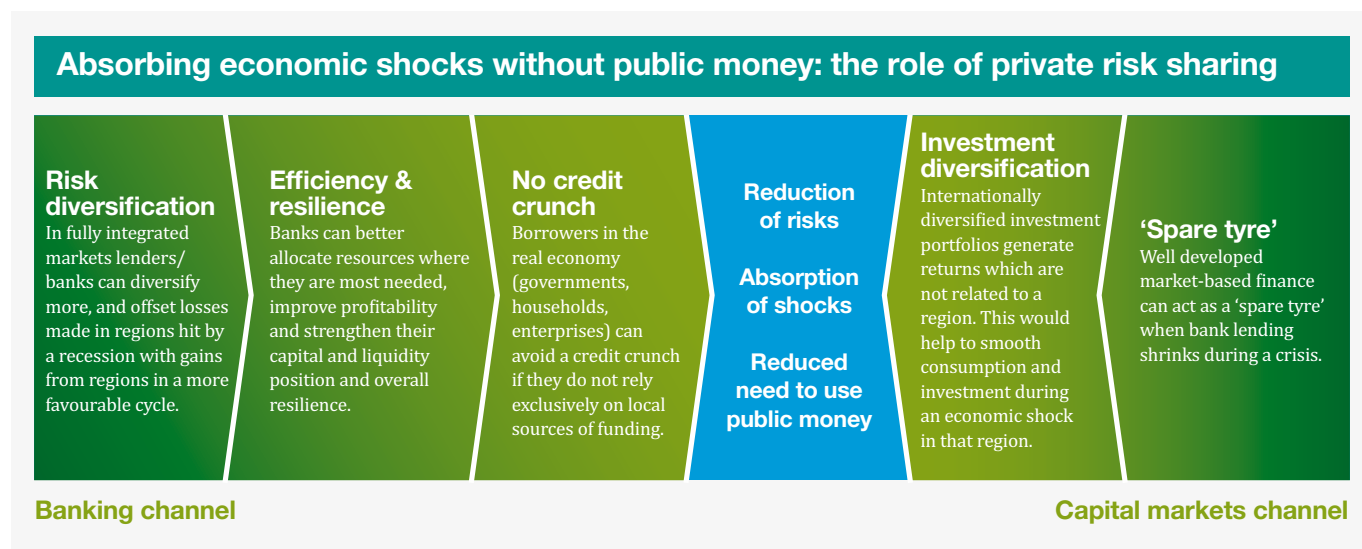 Absorbing economic shocks without public money: the role of private risk sharing
Risk
diversification
In fully integrated
markets lenders/
banks can diversify
more, and offset losses
made in regions hit by
a recession with gains
from regions in a more
favourable cycle.
Efficiency &
resilience
Banks can better
allocate resources where
they are most needed,
improve profitability
and strengthen their
capital and liquidity
position and overall
resilience.
No credit
crunch
Borrowers in the
real economy
(governments,
households,
enterprises) can
avoid a credit crunch
if they do not rely
exclusively on local
sources of funding.
Reduction
of risks
Absorption
of shocks
Reduced
need to use
public money
Investment
diversification
Internationally
diversified investment
portfolios generate
returns which are
not related to a
region. This would
help to smooth
consumption and
investment during
an economic shock
in that region.
‘Spare tyre’
Well developed
market-based finance
can act as a ‘spare tyre’
when bank lending
shrinks during a crisis.
Banking channel
Capital markets channel